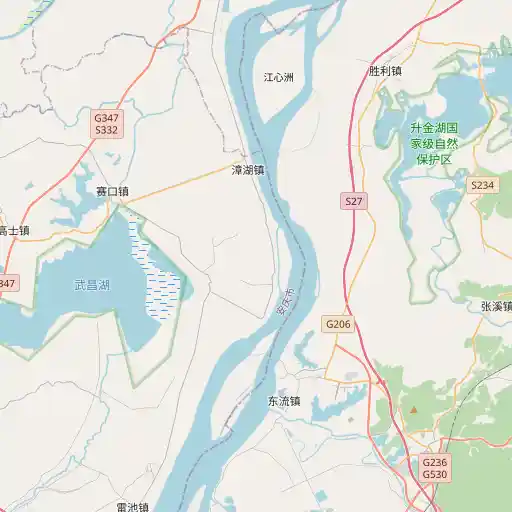 江心洲
胜利镇
G347
S332
升金湖国
家级自然
保护区
漳湖镇
S234
赛口镇
S27
高士镇
347
武昌湖
安庆市
张溪镇
G206
东流镇
G236
G530
雷池镇